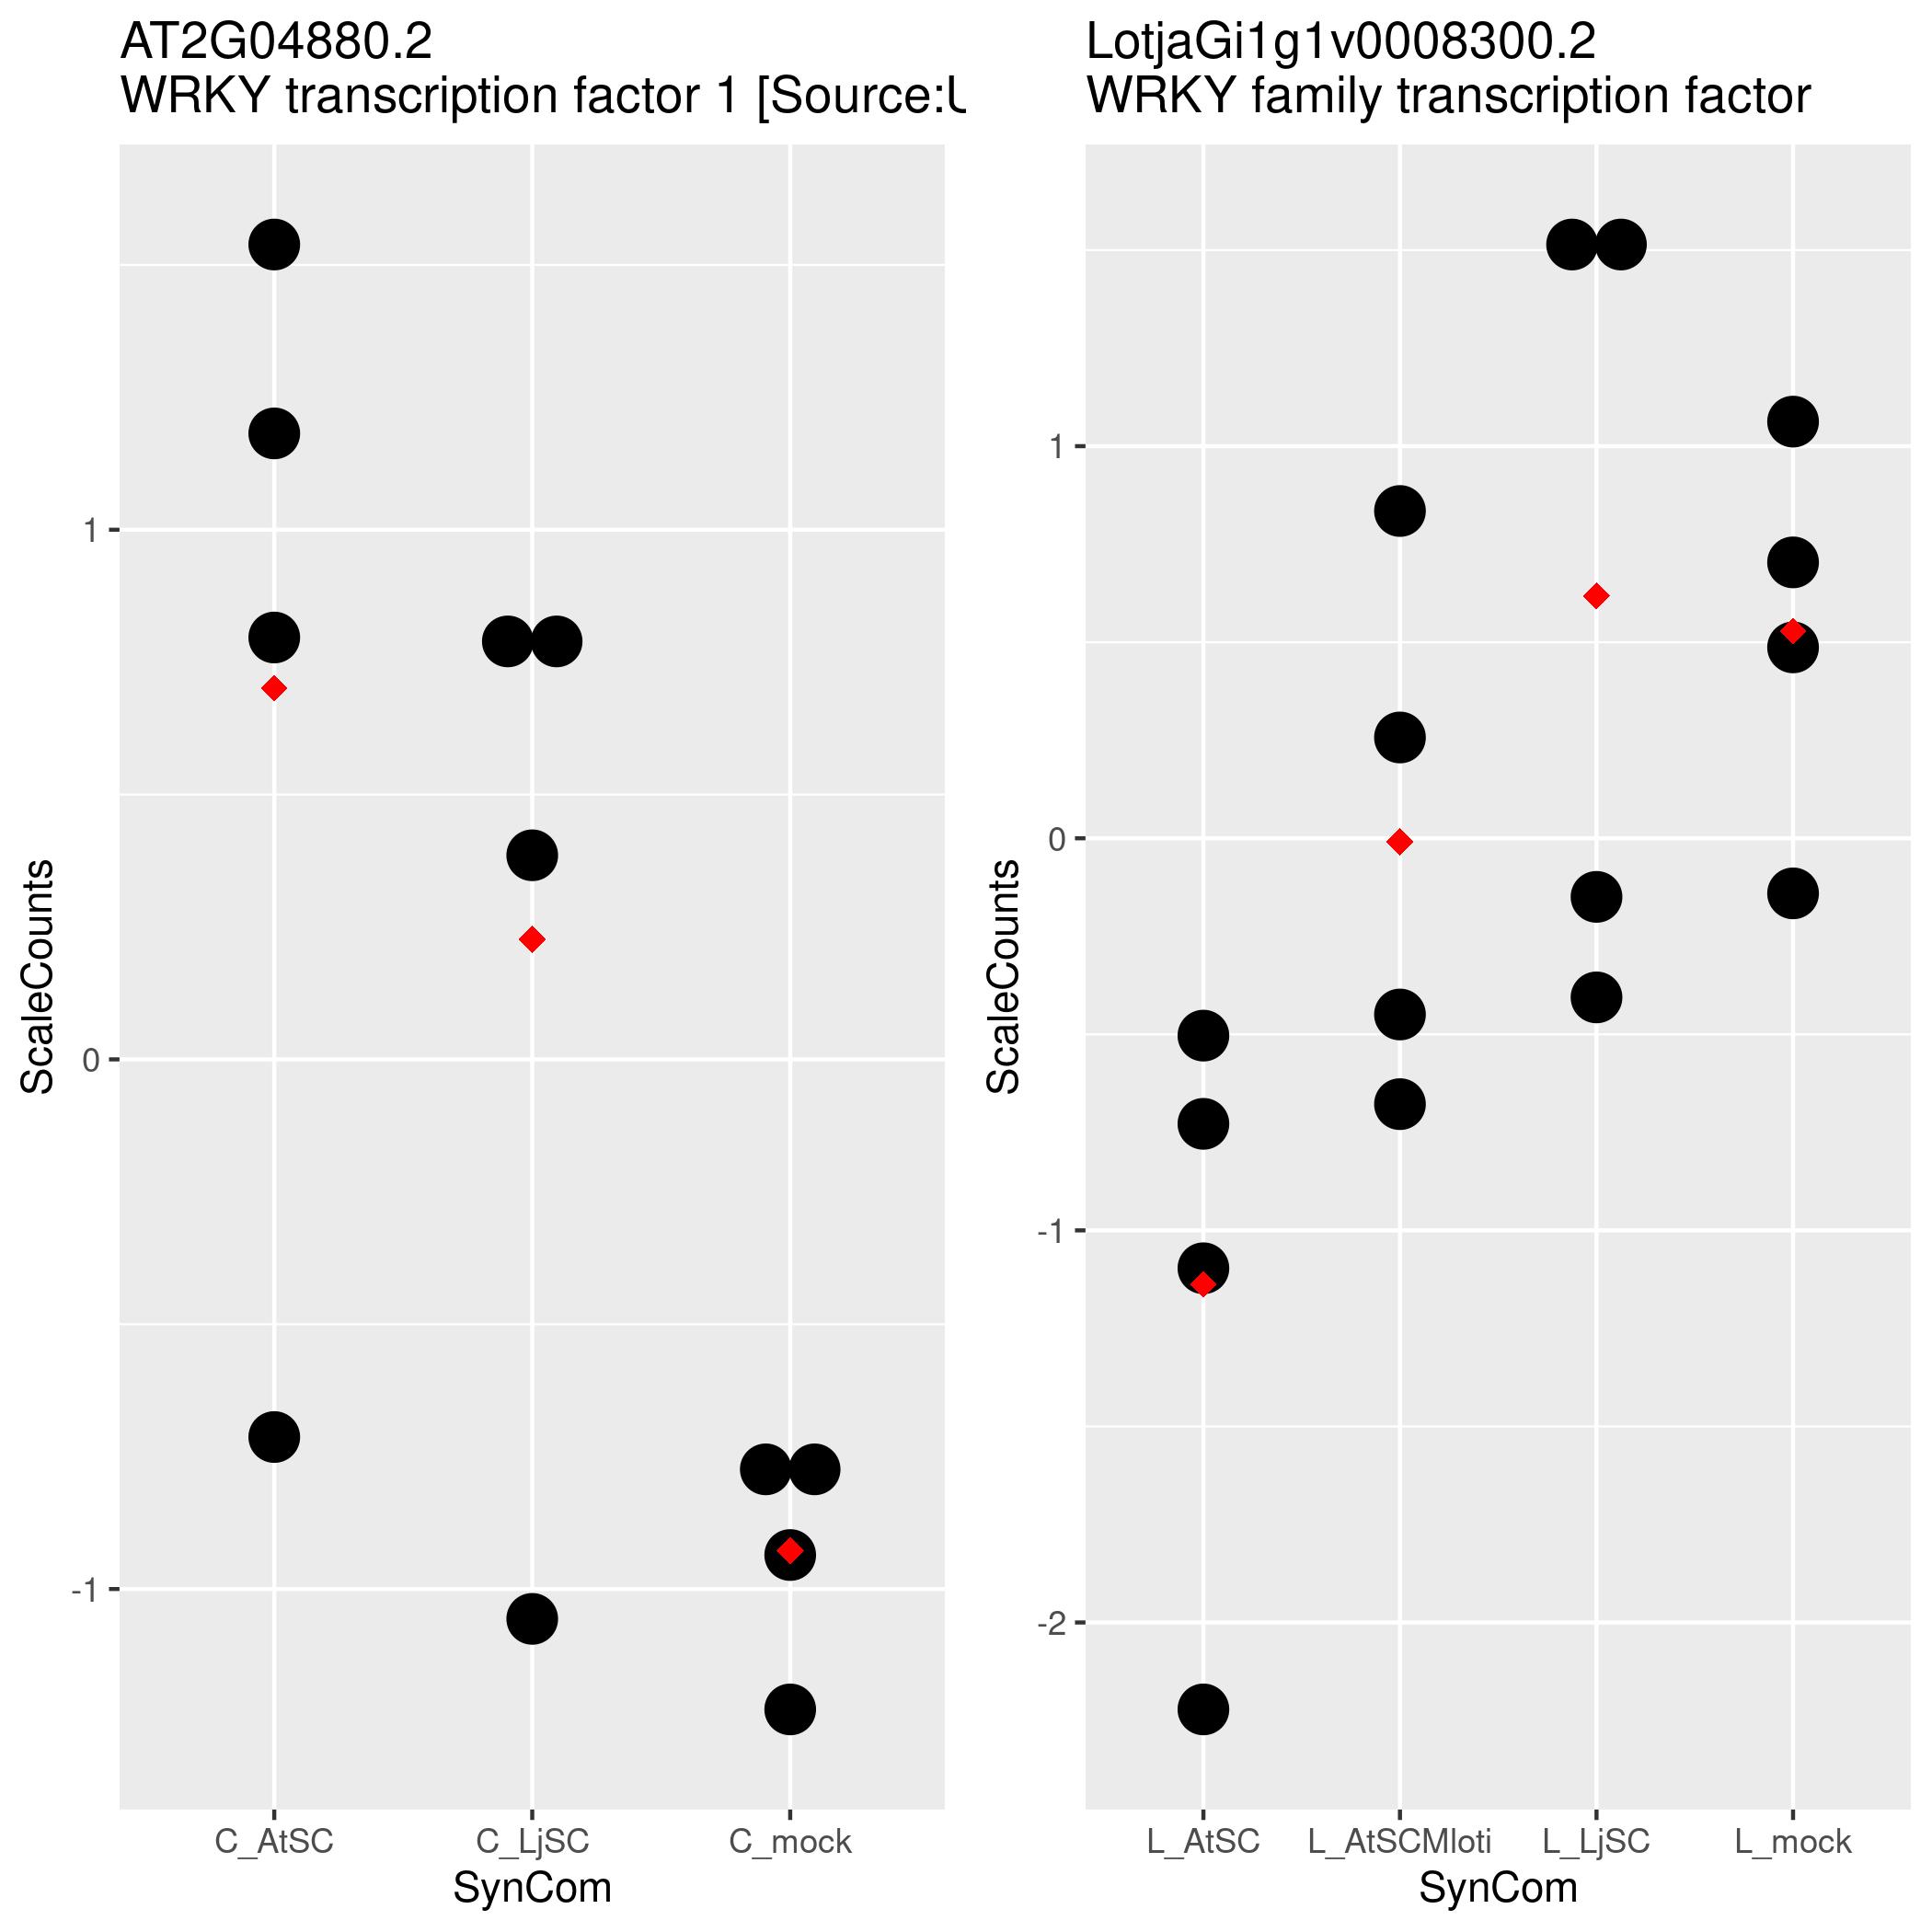 AT2G04880.2
WRKY transcription factor 1 [Source:
ScaleCounts
1
0
-1
C_AtSC
C_LjSC
C_mock
SynCom
LotjaGi1g1v0008300.2
WRKY family transcription factor
ScaleCounts
1
0
-1
-2
L_AtSC
L_AtSCMloti
L_LjSC
L_mock
SynCom